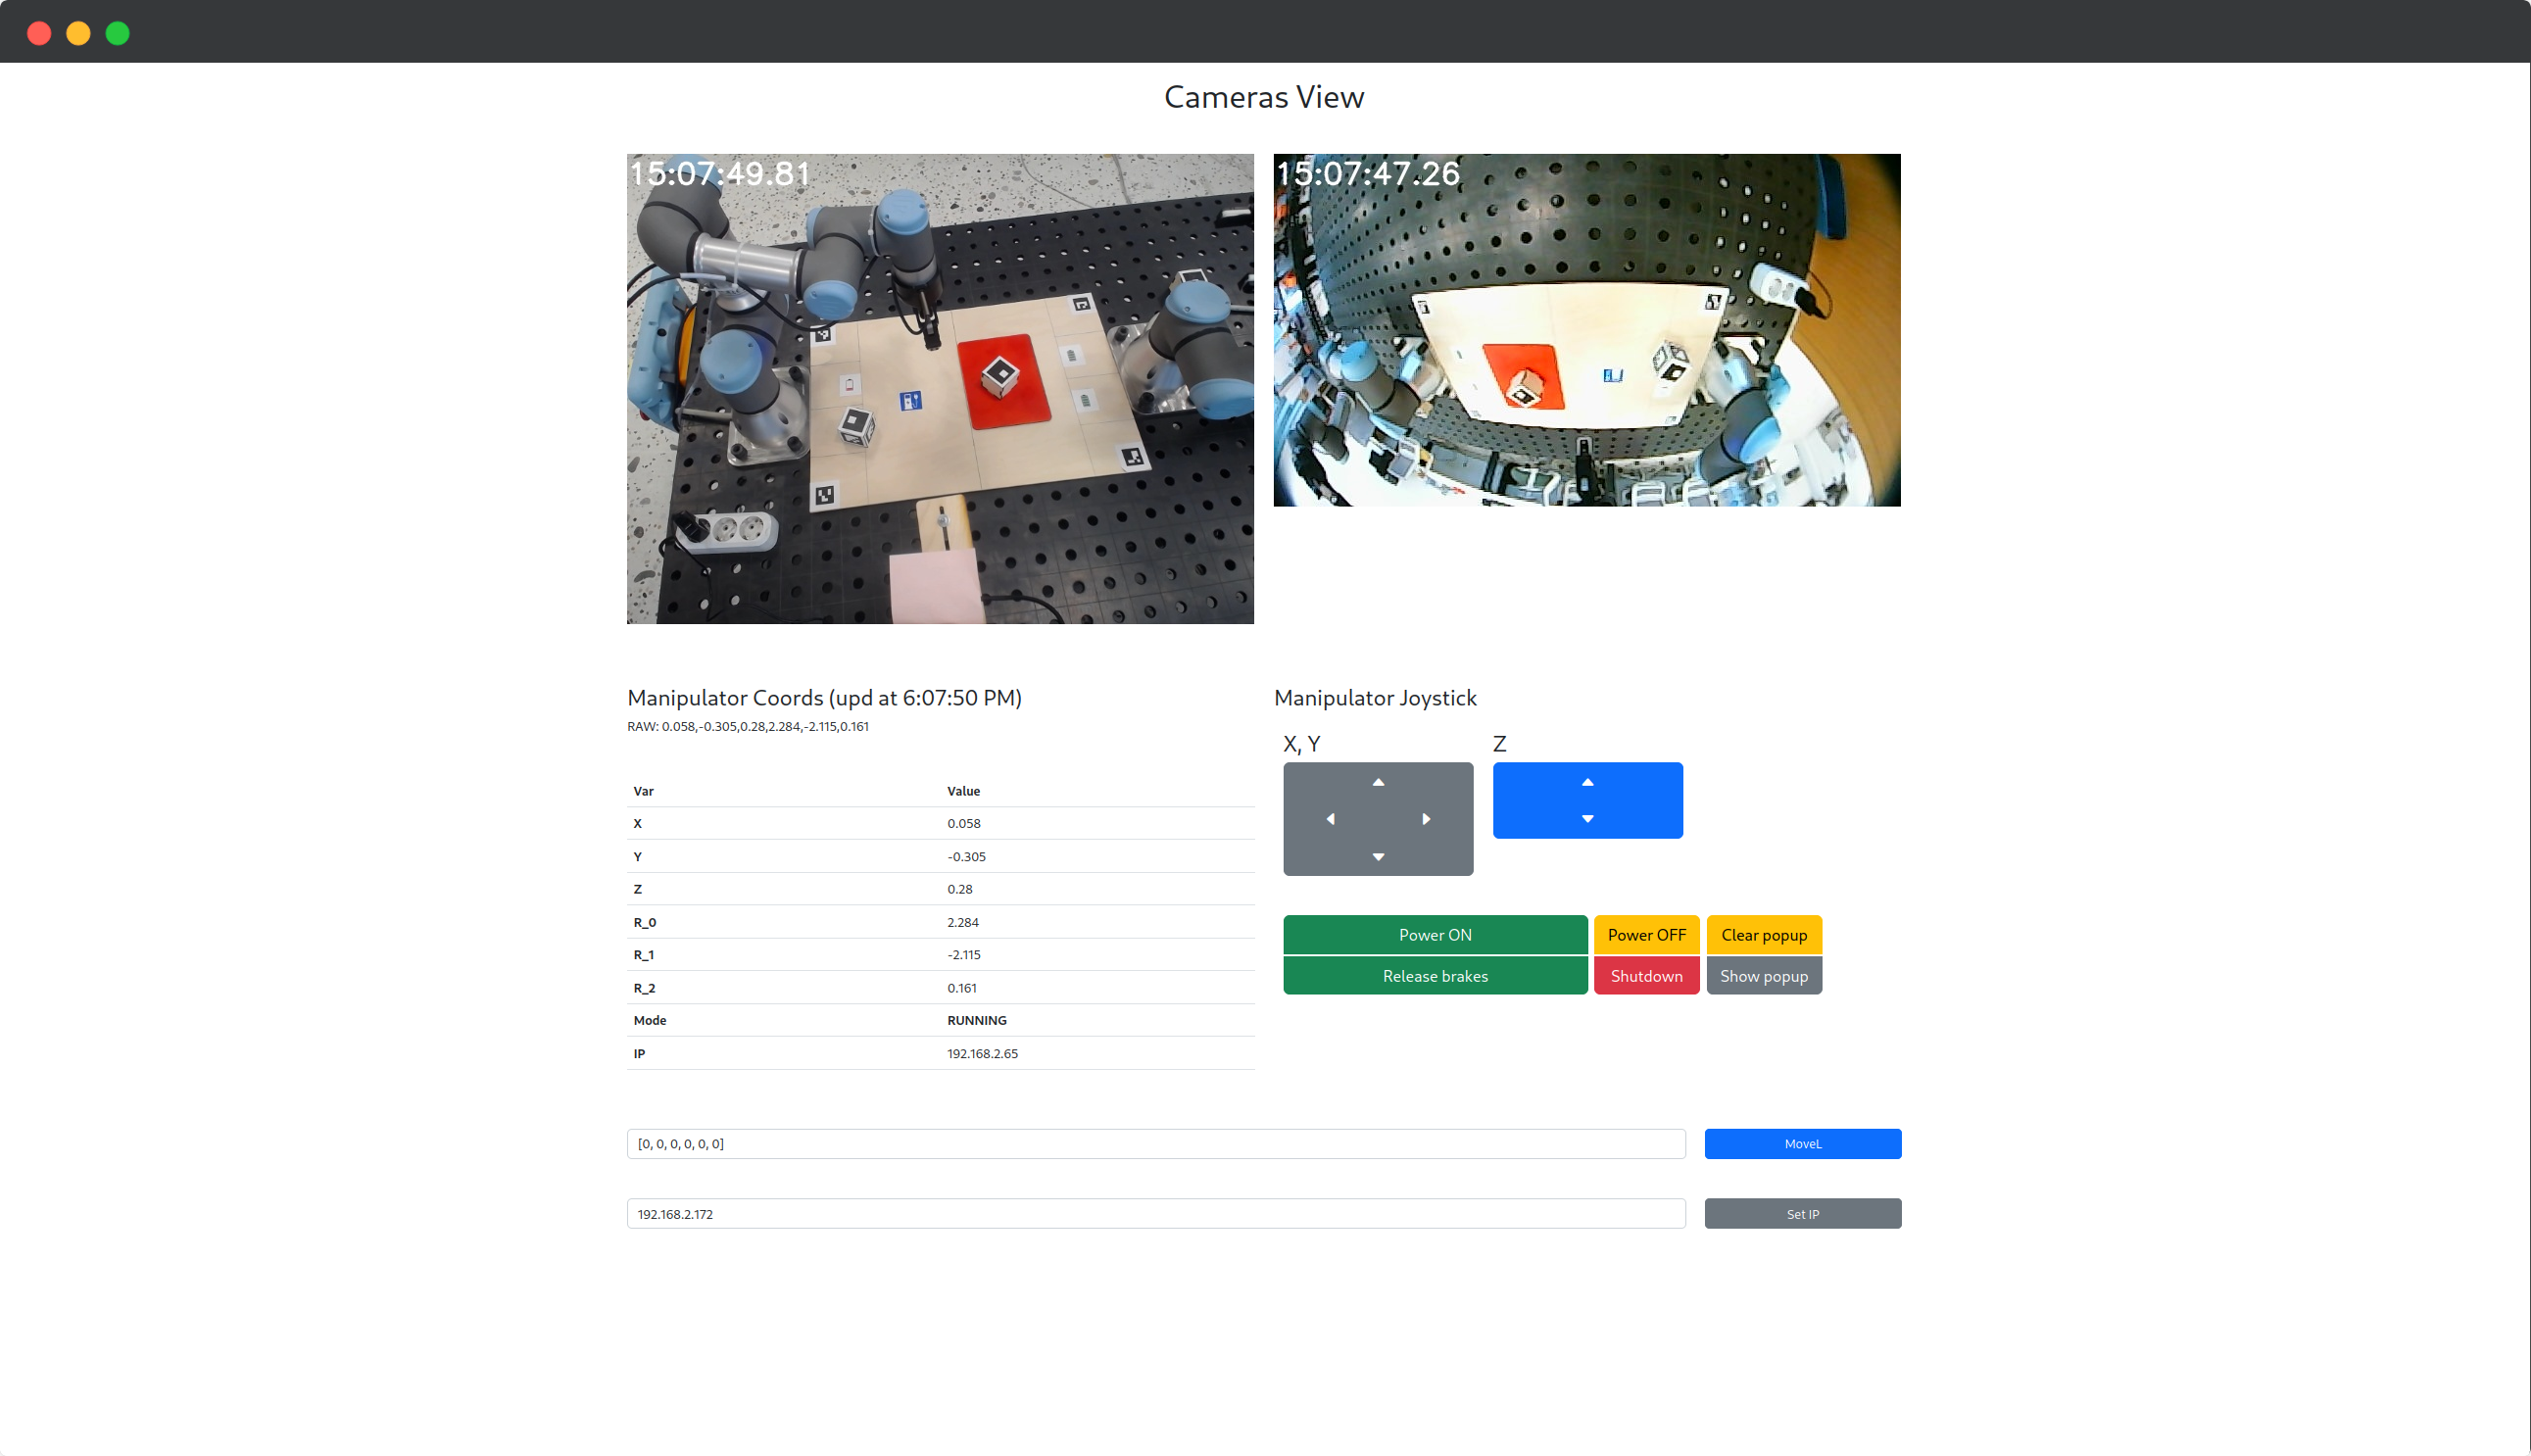 Cameras View
15:07:49.81
15:07:47.26
Manipulator Coords (upd at 6:07:50 PM)
RAW: 0.058,-0.305,0.28,2.284,-2.115,0.161
Var Value
X 0.058
Y -0.305
Z 0.28
R_0 2.284
R_1 -2.115
R_2 0.161
Mode RUNNING
IP 192.168.2.65
Manipulator Joystick
X, Y
Z
Power ON
Power OFF
Clear popup
Release brakes
Shutdown
Show popup
[0, 0, 0, 0, 0, 0]
MoveL
192.168.2.172
Set IP